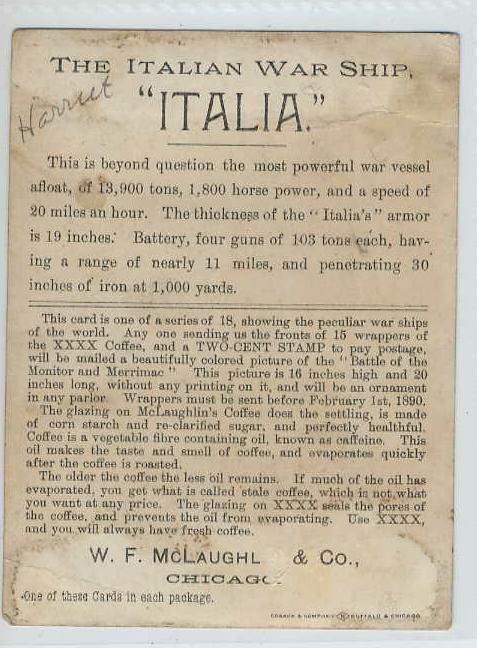 THE ITALIAN WAR SHIP,
Harriet
"ITALIA."
This is beyond question the most powerful war vessel
afloat, of 13,900 tons, 1,800 horse power, and a speed of
20 miles an hour. The thickness of the "Italia's" armor
is 19 inches. Battery, four guns of 103 tons each, hav-
ing a range of nearly 11 miles, and penetrating 30
inches of iron at 1,000 yards.
This card is one of a series of 18, showing the peculiar war ships
of the world. Any one sending us the fronts of 15 wrappers of
the XXXX Coffee, and a TWO-CENT STAMP to pay postage,
will be mailed a beautifully colored picture of the "Battle of the
Monitor and Merrimac" This picture is 16 inches high and 20
inches long, without any printing on it, and will be an ornament
in any parlor. Wrappers must be sent before February 1st, 1890.
The glazing on McLaughlin's Coffee does the settling, is made
of corn starch and re-clarified sugar, and perfectly healthful.
Coffee is a vegetable fibre containing oil, known as caffeine. This
oil makes the taste and smell of coffee, and evaporates quickly
after the coffee is roasted.
The older the coffee the less oil remains. If much of the oil has
evaporated, you get what is called stale coffee, which is not what
you want at any price. The glazing on XXXX seals the pores of
the coffee, and prevents the oil from evaporating. Use XXXX,
and you will always have fresh coffee.
W. F. MCLAUGHL & CO.,
CHICAGO.
One of these Cards in each package.
COSACK & COMPANY BUFFALO & CHICAGO